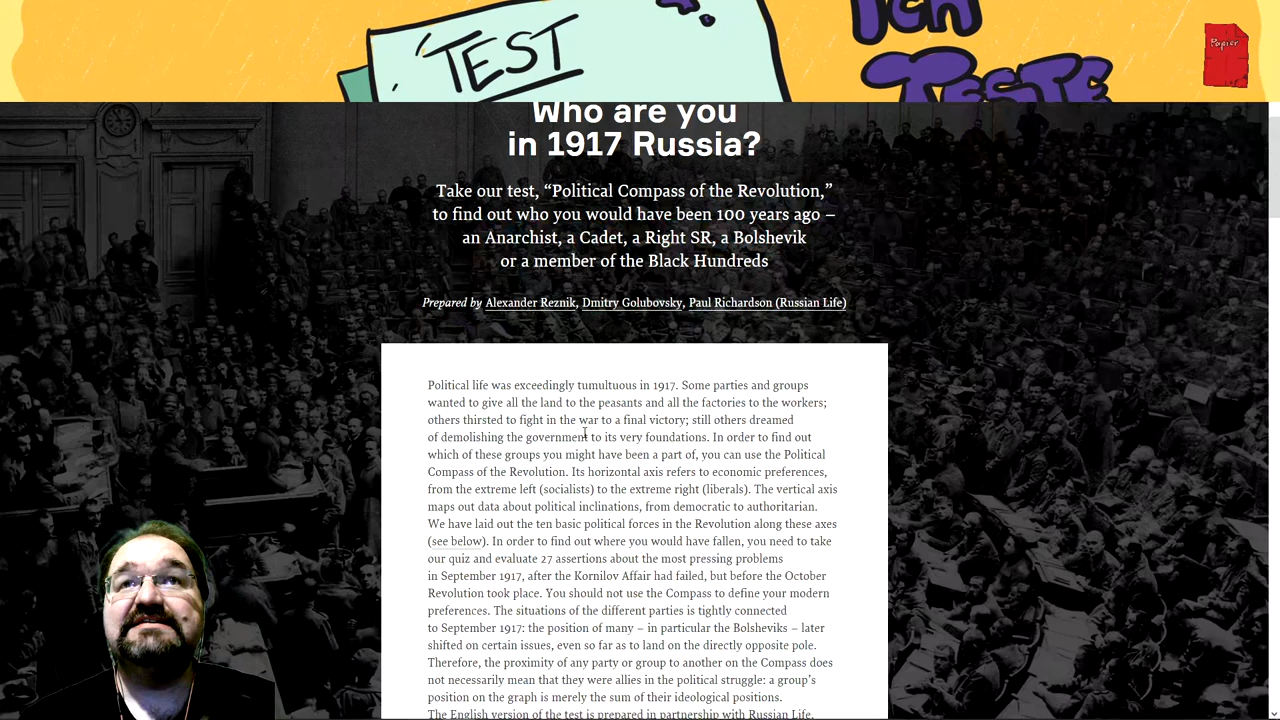 TEST
ICH
TESTE
Papier
Who are you
in 1917 Russia?
Take our test, “Political Compass of the Revolution,”
to find out who you would have been 100 years ago –
an Anarchist, a Cadet, a Right SR, a Bolshevik
or a member of the Black Hundreds
Prepared by Alexander Reznik, Dmitry Golubovsky, Paul Richardson (Russian Life)
Political life was exceedingly tumultuous in 1917. Some parties and groups
wanted to give all the land to the peasants and all the factories to the workers;
others thirsted to fight in the war to a final victory; still others dreamed
of demolishing the government to its very foundations. In order to find out
which of these groups you might have been a part of, you can use the Political
Compass of the Revolution. Its horizontal axis refers to economic preferences,
from the extreme left (socialists) to the extreme right (liberals). The vertical axis
maps out data about political inclinations, from democratic to authoritarian.
We have laid out the ten basic political forces in the Revolution along these axes
(see below). In order to find out where you would have fallen, you need to take
our quiz and evaluate 27 assertions about the most pressing problems
in September 1917, after the Kornilov Affair had failed, but before the October
Revolution took place. You should not use the Compass to define your modern
preferences. The situations of the different parties is tightly connected
to September 1917: the position of many – in particular the Bolsheviks – later
shifted on certain issues, even so far as to land on the directly opposite pole.
Therefore, the proximity of any party or group to another on the Compass does
not necessarily mean that they were allies in the political struggle: a group’s
position on the graph is merely the sum of their ideological positions.
The English version of the test is prepared in partnership with Russian Life.